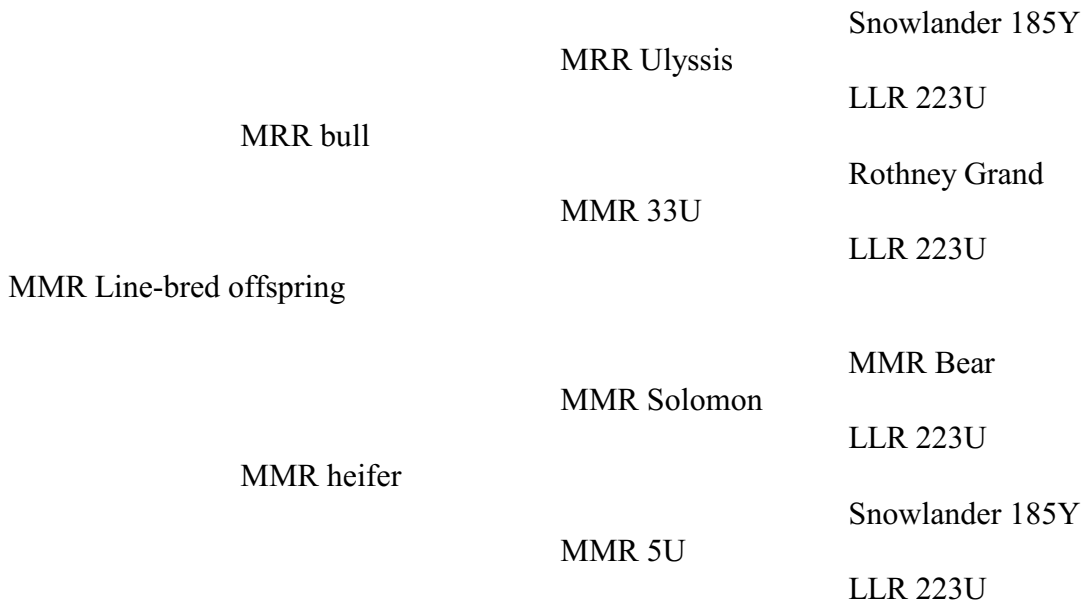 Snowlander 185Y
MRR Ulyssis
LLR 223U
MRR bull
Rothney Grand
MMR 33U
LLR 223U
MMR Line-bred offspring
MMR Bear
MMR Solomon
LLR 223U
MMR heifer
Snowlander 185Y
MMR 5U
LLR 223U